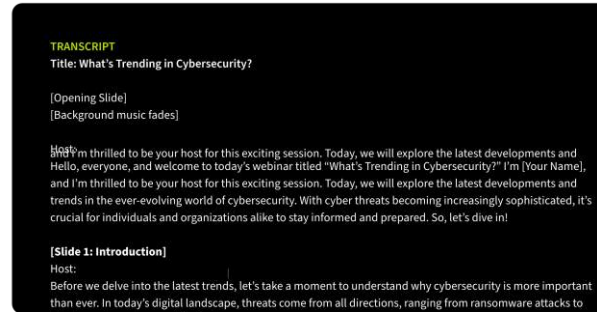 TRANSCRIPT
Title: What's Trending in Cybersecurity?
[Opening Slide]
[Background music fades]
Host:
and I'm thrilled to be your host for this exciting session. Today, we will explore the latest developments and
Hello, everyone, and welcome to today's webinar titled “What's Trending in Cybersecurity?” I'm [Your Name],
and I'm thrilled to be your host for this exciting session. Today, we will explore the latest developments and
trends in the ever-evolving world of cybersecurity. With cyber threats becoming increasingly sophisticated, it's
crucial for individuals and organizations alike to stay informed and prepared. So, let's dive in!
[Slide 1: Introduction]
Host:
Before we delve into the latest trends, let's take a moment to understand why cybersecurity is more important
than ever. In today's digital landscape, threats come from all directions, ranging from ransomware attacks to